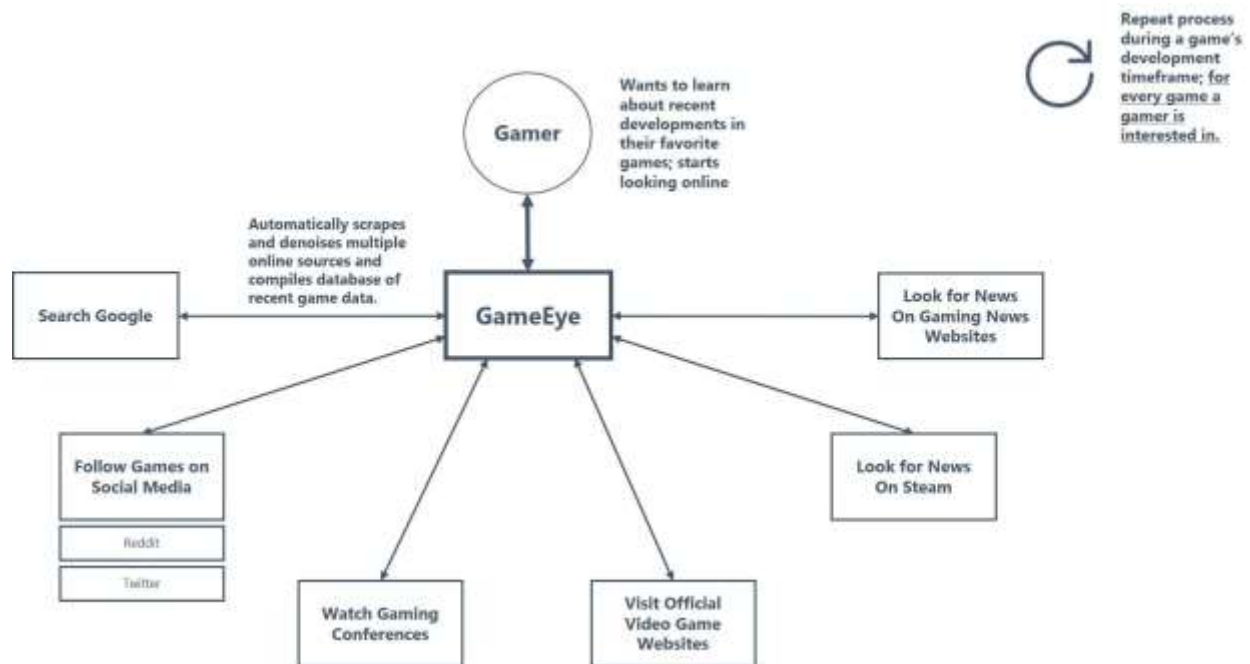 Repeat process
during a game's
development
timeframe; for
every game a
gamer is
interested in.
Gamer
Wants to learn
about recent
developments in
their favorite
games; starts
looking online
Automatically scrapes
and denoises multiple
online sources and
compiles database of
recent game data.
Search Google
GameEye
Look for News
On Gaming News
Websites
Follow Games on
Social Media
Reddit
Twitter
Look for News
On Steam
Watch Gaming
Conferences
Visit Official
Video Game
Websites